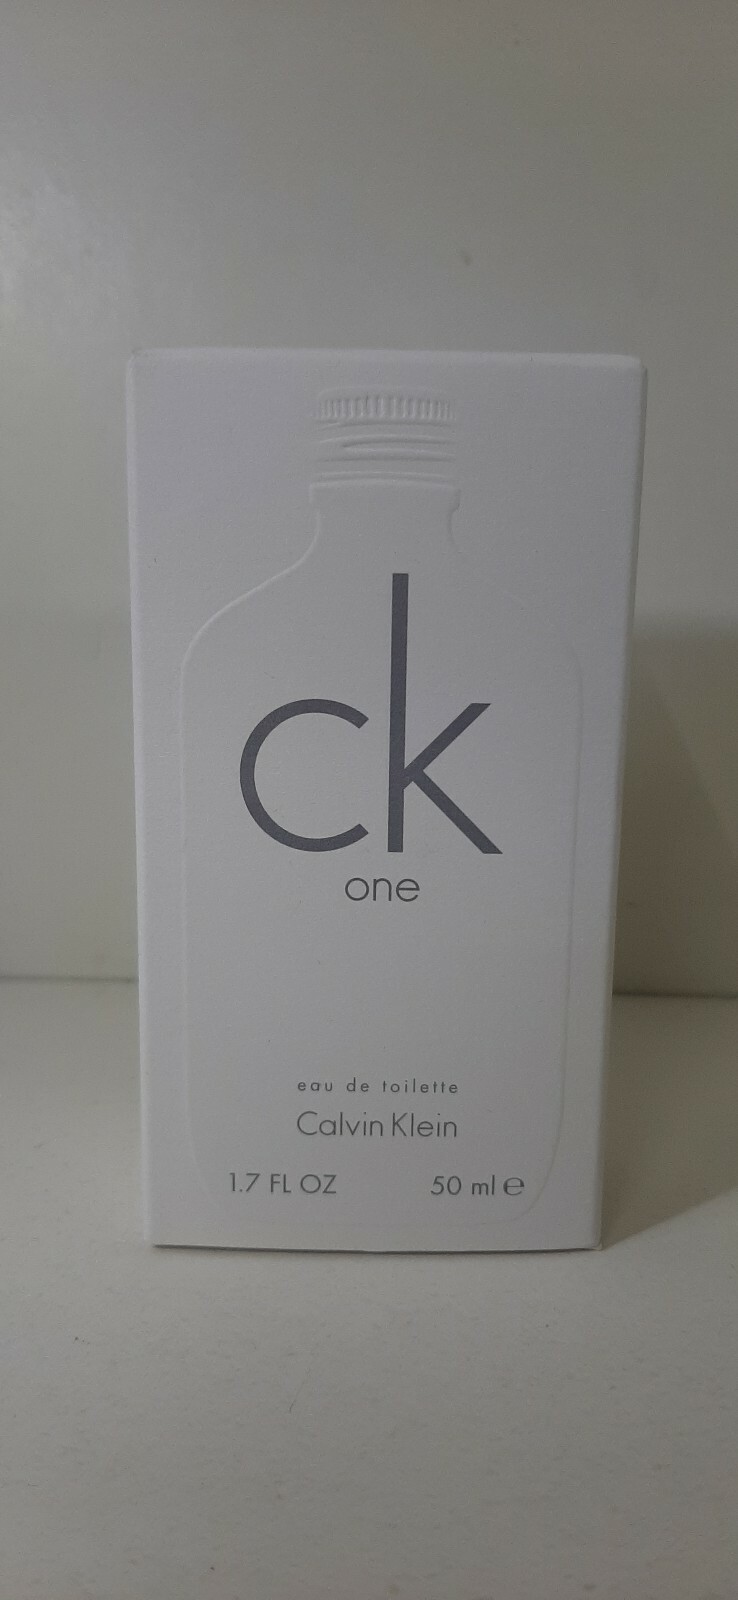 ck
one
eau de toilette
Calvin Klein
1.7 FL OZ 50 ml ℮